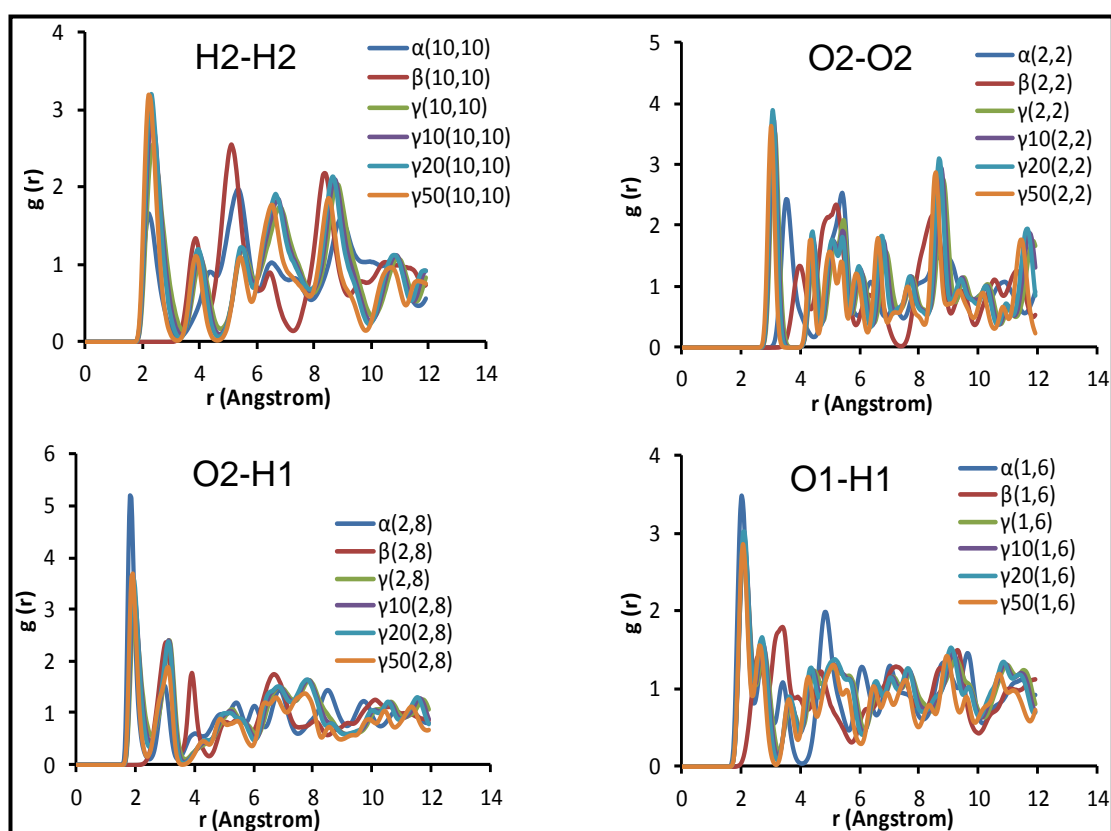 H2-H2
g (r)
4
3
2
1
0
0 2 4 6 8 10 12 14
r (Angstrom)
α(10,10)
β(10,10)
γ(10,10)
γ10(10,10)
γ20(10,10)
γ50(10,10)
O2-O2
g (r)
5
4
3
2
1
0
0 2 4 6 8 10 12 14
r (Angstrom)
α(2,2)
β(2,2)
γ(2,2)
γ10(2,2)
γ20(2,2)
γ50(2,2)
O2-H1
g (r)
6
5
4
3
2
1
0
0 2 4 6 8 10 12 14
r (Angstrom)
α(2,8)
β(2,8)
γ(2,8)
γ10(2,8)
γ20(2,8)
γ50(2,8)
O1-H1
g (r)
4
3
2
1
0
0 2 4 6 8 10 12 14
r (Angstrom)
α(1,6)
β(1,6)
γ(1,6)
γ10(1,6)
γ20(1,6)
γ50(1,6)